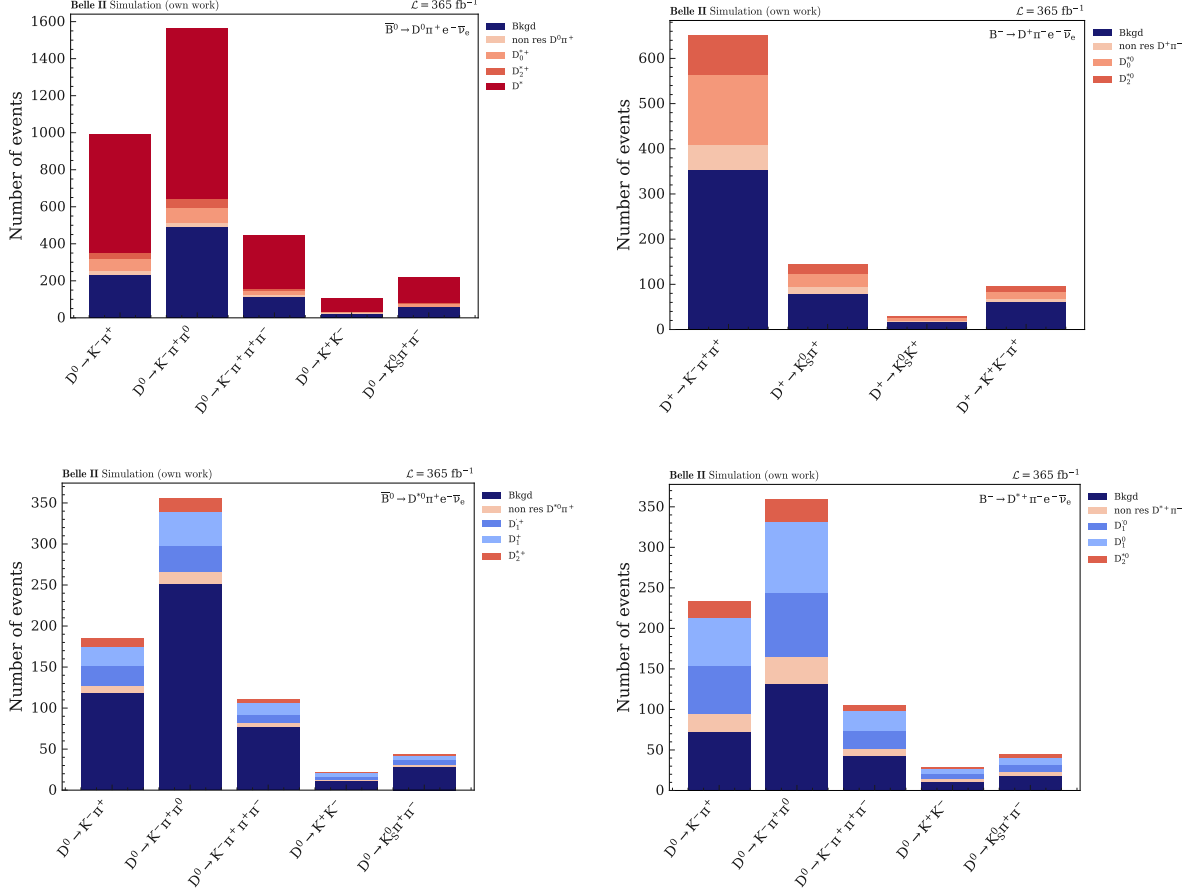 Belle II Simulation (own work) ℒ = 365 fb⁻¹
B̅⁰ → D⁰π⁺e⁻ν̅ₑ
Number of events
1600
1400
1200
1000
800
600
400
200
0
Bkgd
non res D⁰π⁺
D₀*⁺
D₂*⁺
D*
D⁰ → K⁻π⁺
D⁰ → K⁻π⁺π⁰
D⁰ → K⁻π⁺π⁺π⁻
D⁰ → K⁺K⁻
D⁰ → K_S⁰π⁺π⁻
Belle II Simulation (own work) ℒ = 365 fb⁻¹
B⁻ → D⁺π⁻e⁻ν̅ₑ
Number of events
600
500
400
300
200
100
0
Bkgd
non res D⁺π⁻
D₀*⁰
D₂*⁰
D⁺ → K⁻π⁺π⁺
D⁺ → K_S⁰π⁺
D⁺ → K_S⁰K⁺
D⁺ → K⁺K⁻π⁺
Belle II Simulation (own work) ℒ = 365 fb⁻¹
B̅⁰ → D*⁰π⁺e⁻ν̅ₑ
Number of events
350
300
250
200
150
100
50
0
Bkgd
non res D*⁰π⁺
D₁'⁺
D₁⁺
D₂*⁺
D⁰ → K⁻π⁺
D⁰ → K⁻π⁺π⁰
D⁰ → K⁻π⁺π⁺π⁻
D⁰ → K⁺K⁻
D⁰ → K_S⁰π⁺π⁻
Belle II Simulation (own work) ℒ = 365 fb⁻¹
B⁻ → D*⁺π⁻e⁻ν̅ₑ
Number of events
350
300
250
200
150
100
50
0
Bkgd
non res D*⁺π⁻
D₁'⁰
D₁⁰
D₂*⁰
D⁰ → K⁻π⁺
D⁰ → K⁻π⁺π⁰
D⁰ → K⁻π⁺π⁺π⁻
D⁰ → K⁺K⁻
D⁰ → K_S⁰π⁺π⁻